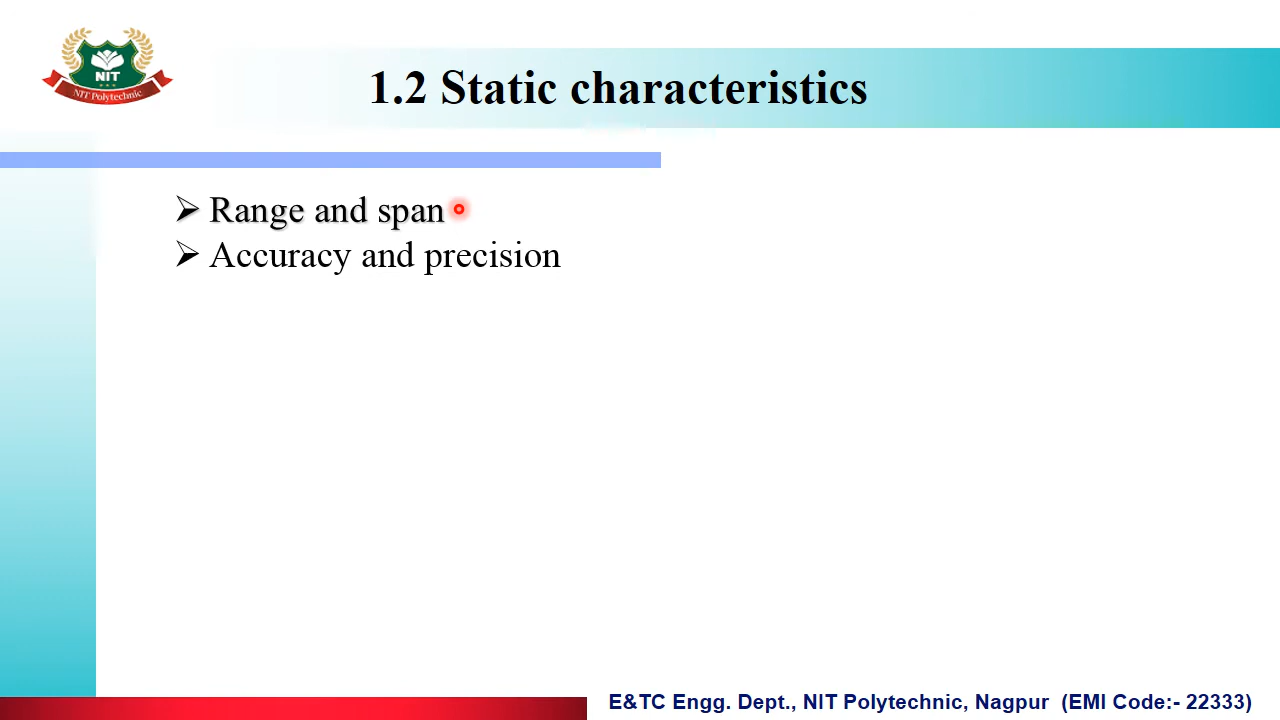 NIT
NIT Polytechnic
1.2 Static characteristics
➢ Range and span
➢ Accuracy and precision
E&TC Engg. Dept., NIT Polytechnic, Nagpur (EMI Code:- 22333)